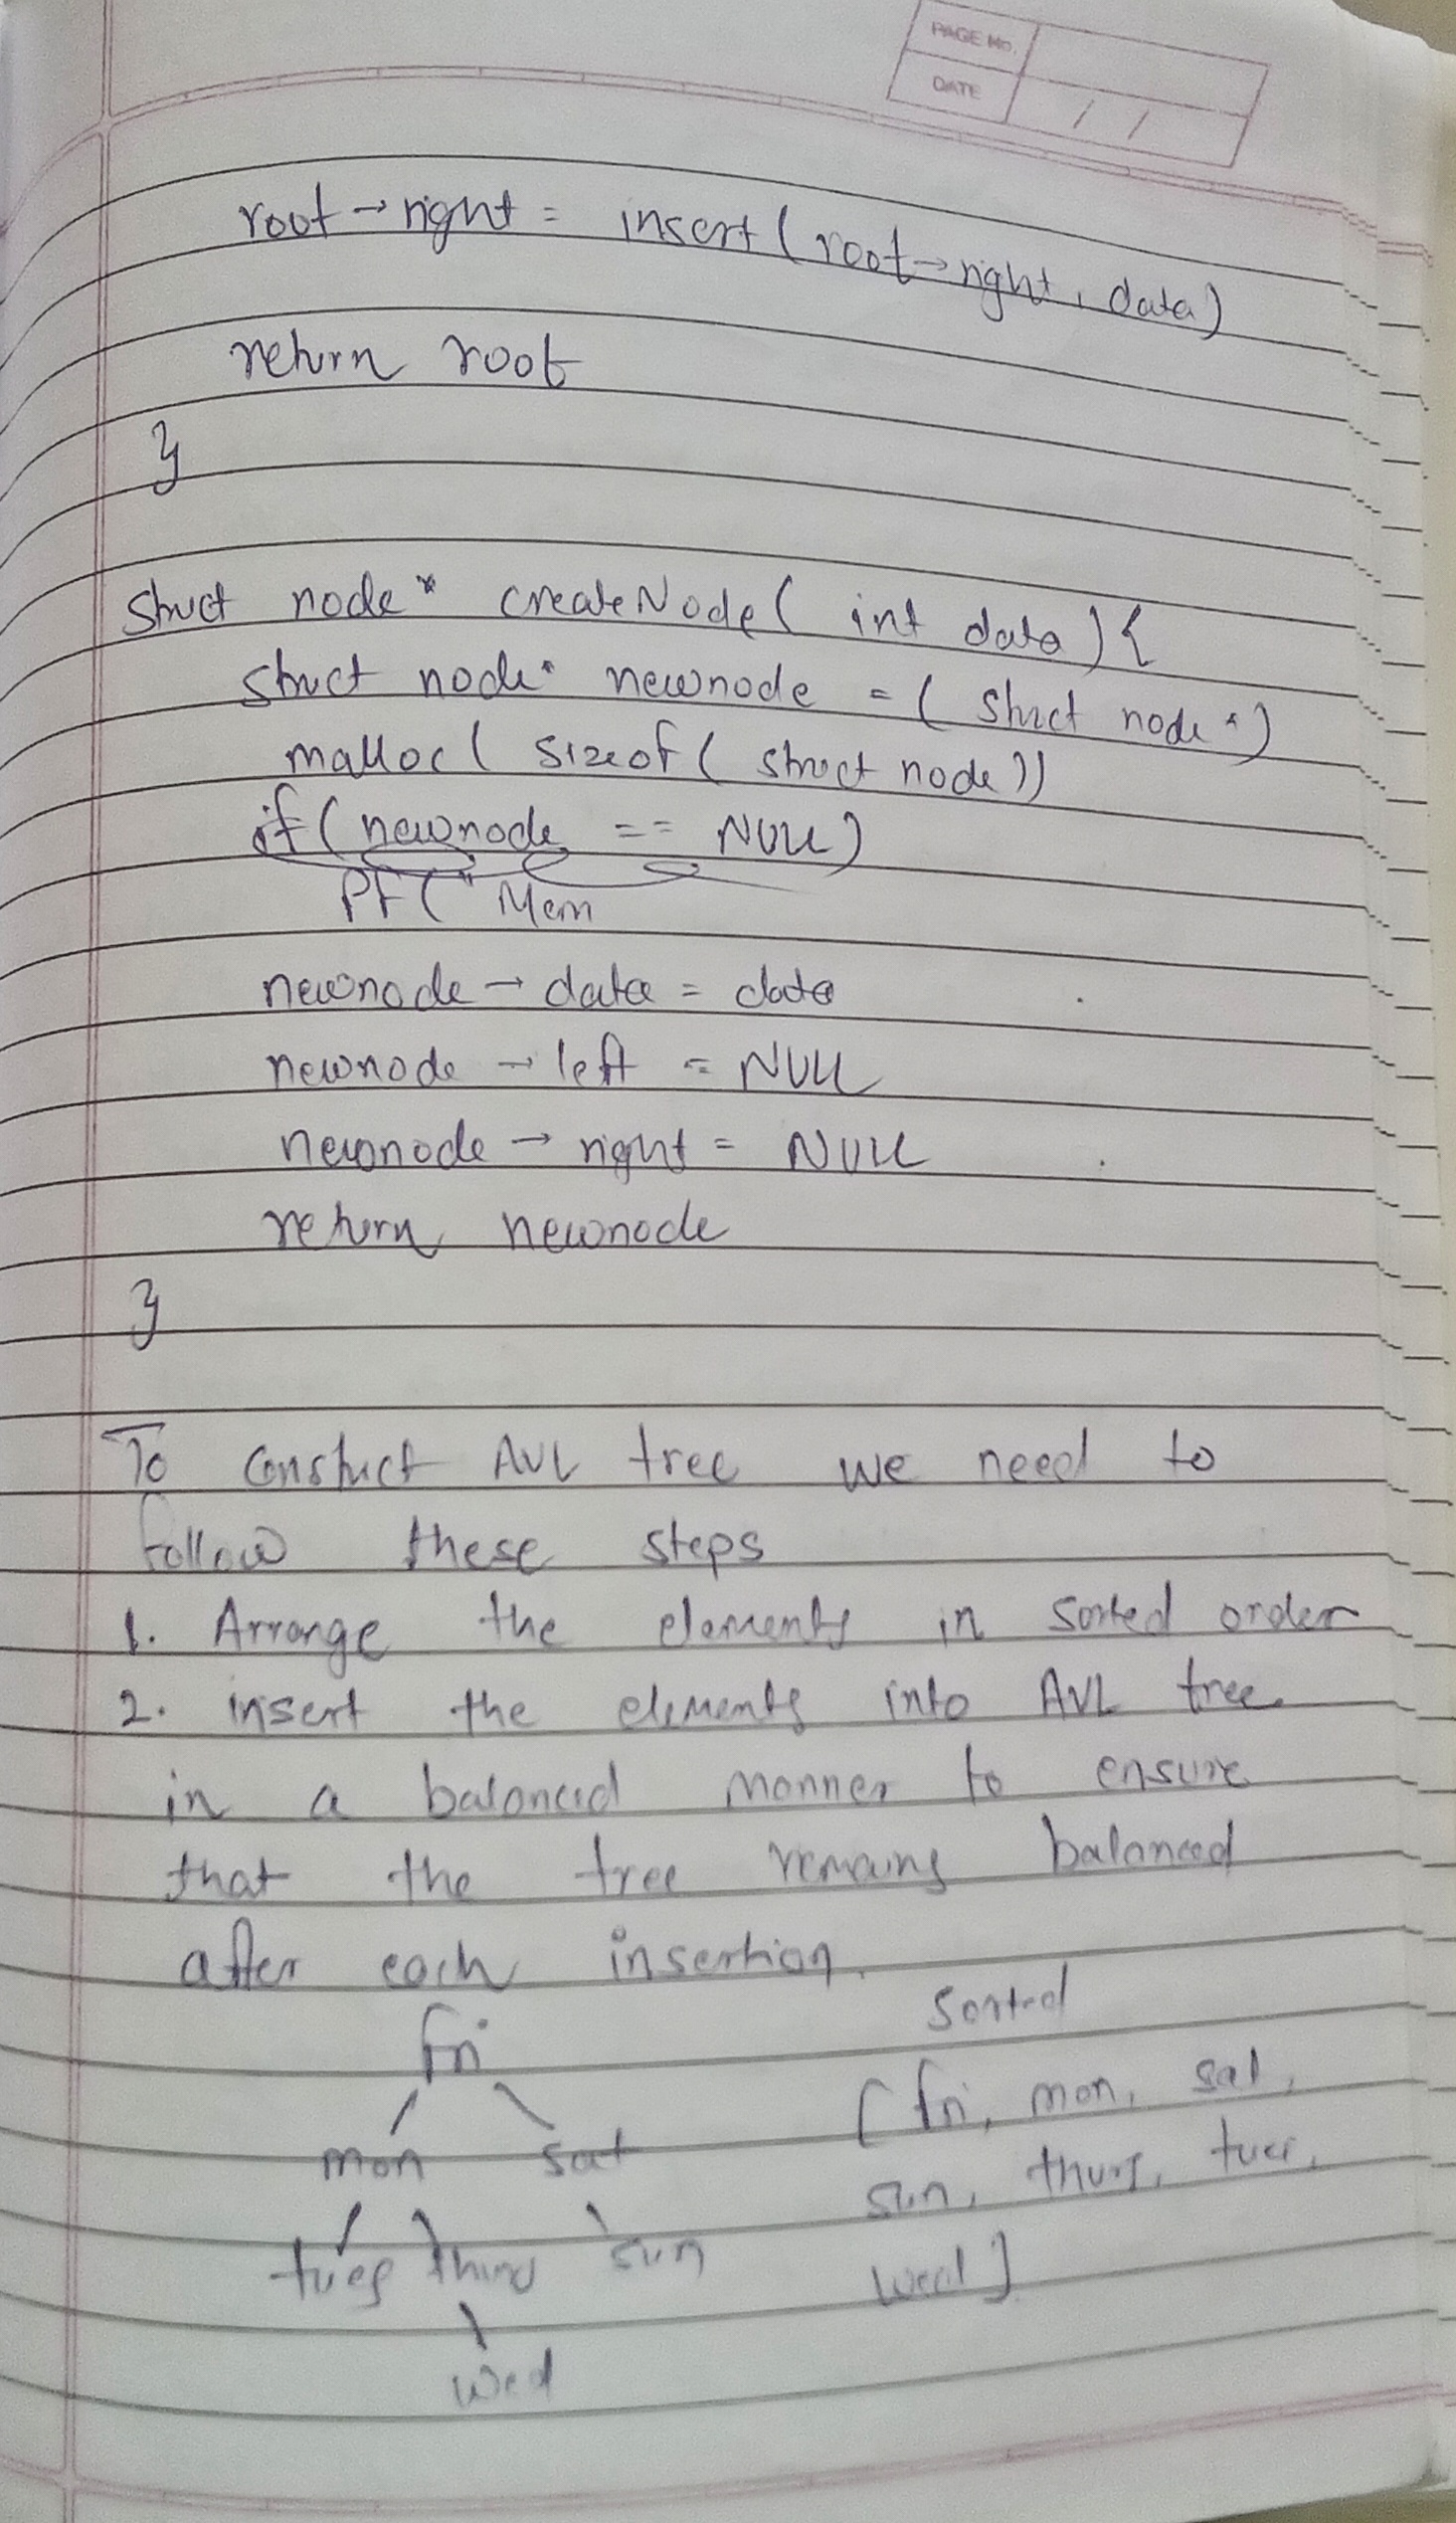 PAGE No.
DATE / /
root → right = insert ( root → right, data )
return root
}
struct node* createNode ( int data ) {
struct node* newnode = ( struct node * )
malloc ( sizeof ( struct node ))
if ( newnode == NULL )
PF ( " Mem
newnode → data = data
newnode → left = NULL
newnode → right = NULL
return newnode
}
To construct AVL tree we need to
follow these steps
1. Arrange the elements in sorted order
2. insert the elements into AVL tree
in a balanced manner to ensure
that the tree remains balanced
after each insertion.
sorted
fri
[ fri, mon, sat,
mon sat
sun, thurs, tues,
tues thurs sun
wed ]
wed